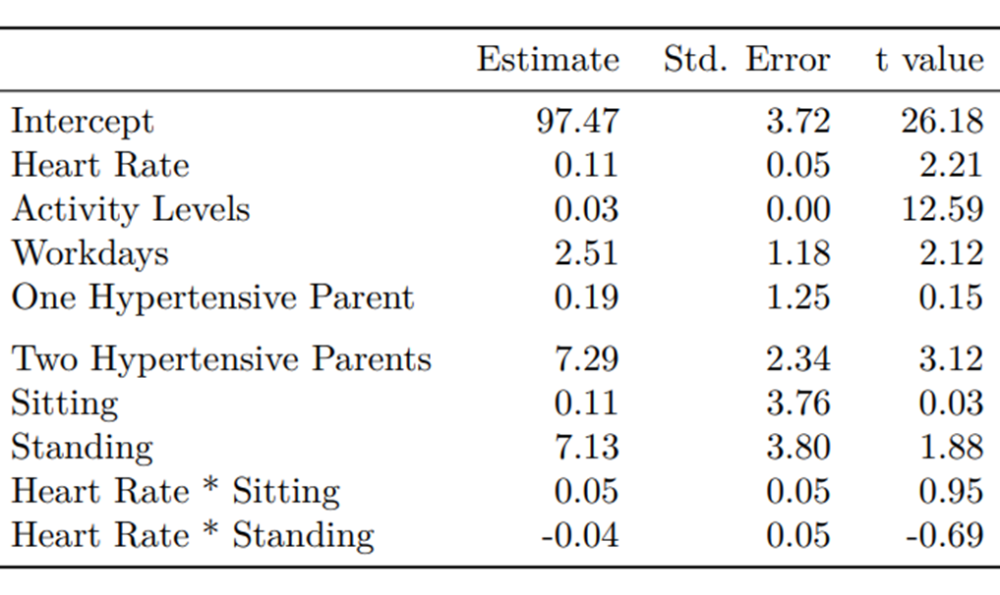 Estimate Std. Error t value
Intercept 97.47 3.72 26.18
Heart Rate 0.11 0.05 2.21
Activity Levels 0.03 0.00 12.59
Workdays 2.51 1.18 2.12
One Hypertensive Parent 0.19 1.25 0.15
Two Hypertensive Parents 7.29 2.34 3.12
Sitting 0.11 3.76 0.03
Standing 7.13 3.80 1.88
Heart Rate * Sitting 0.05 0.05 0.95
Heart Rate * Standing -0.04 0.05 -0.69